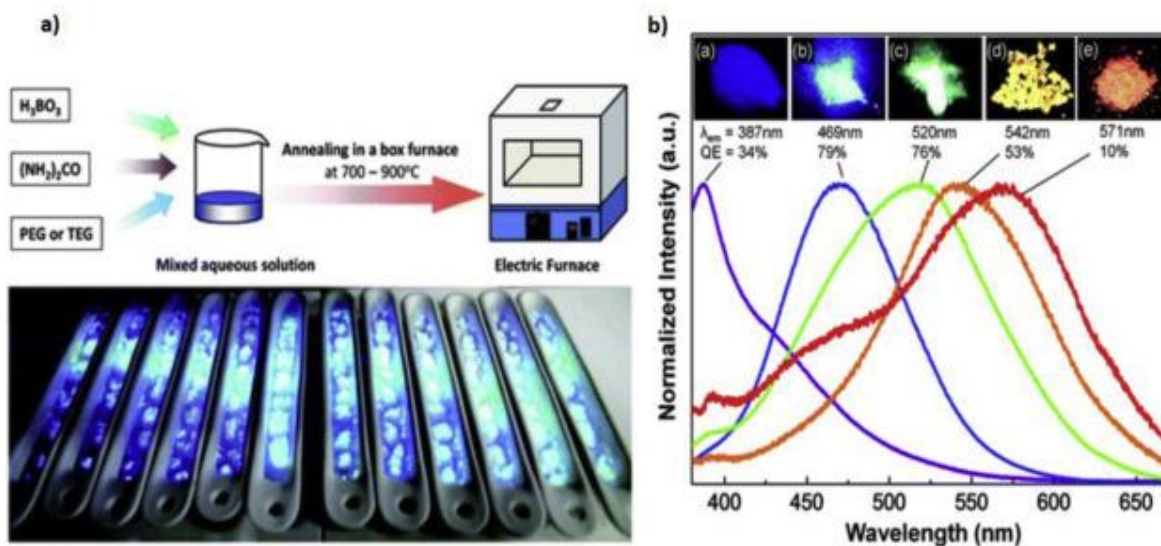 a)
H₃BO₃
(NH₂)₂CO
PEG or TEG
Mixed aqueous solution
Annealing in a box furnace
at 700 – 900ºC
Electric Furnace
b)
(a) (b) (c) (d) (e)
λem = 387nm 469nm 520nm 542nm 571nm
QE = 34% 79% 76% 53% 10%
Normalized Intensity (a.u.)
400 450 500 550 600 650
Wavelength (nm)